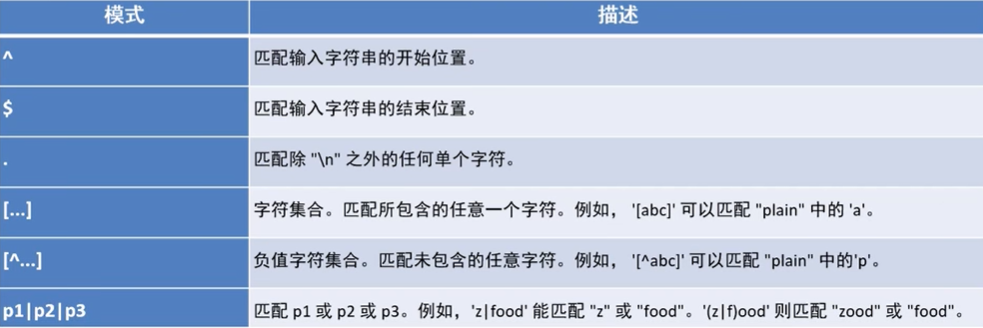 模式 描述
^ 匹配输入字符串的开始位置。
$ 匹配输入字符串的结束位置。
. 匹配除 "\n" 之外的任何单个字符。
[...] 字符集合。匹配所包含的任意一个字符。例如， '[abc]' 可以匹配 "plain" 中的 'a'。
[^...] 负值字符集合。匹配未包含的任意字符。例如， '[^abc]' 可以匹配 "plain" 中的'p'。
p1|p2|p3 匹配 p1 或 p2 或 p3。例如，'z|food' 能匹配 "z" 或 "food"。'(z|f)ood' 则匹配 "zood" 或 "food"。